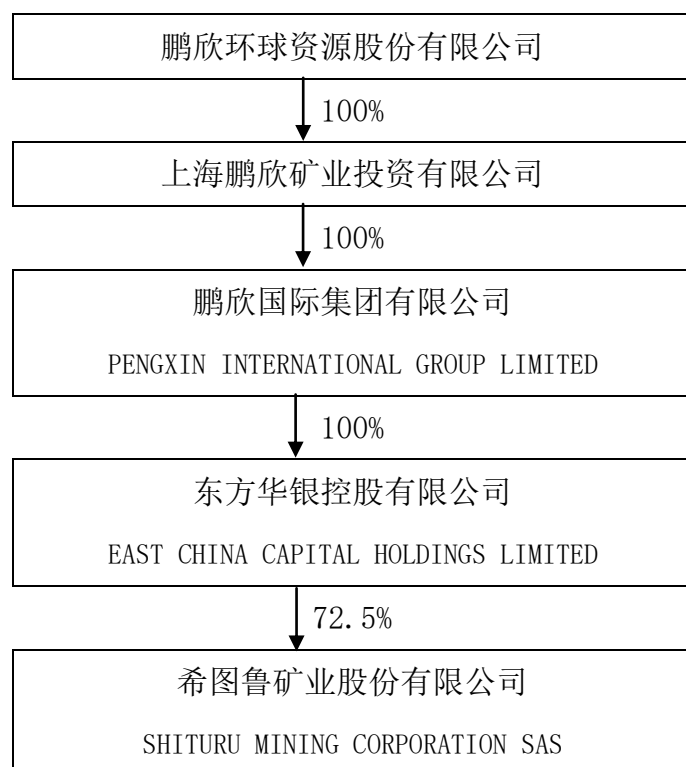 鹏欣环球资源股份有限公司
100%
上海鹏欣矿业投资有限公司
100%
鹏欣国际集团有限公司
PENGXIN INTERNATIONAL GROUP LIMITED
100%
东方华银控股有限公司
EAST CHINA CAPITAL HOLDINGS LIMITED
72.5%
希图鲁矿业股份有限公司
SHITURU MINING CORPORATION SAS